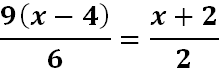 9(x − 4)/6 = (x + 2)/2